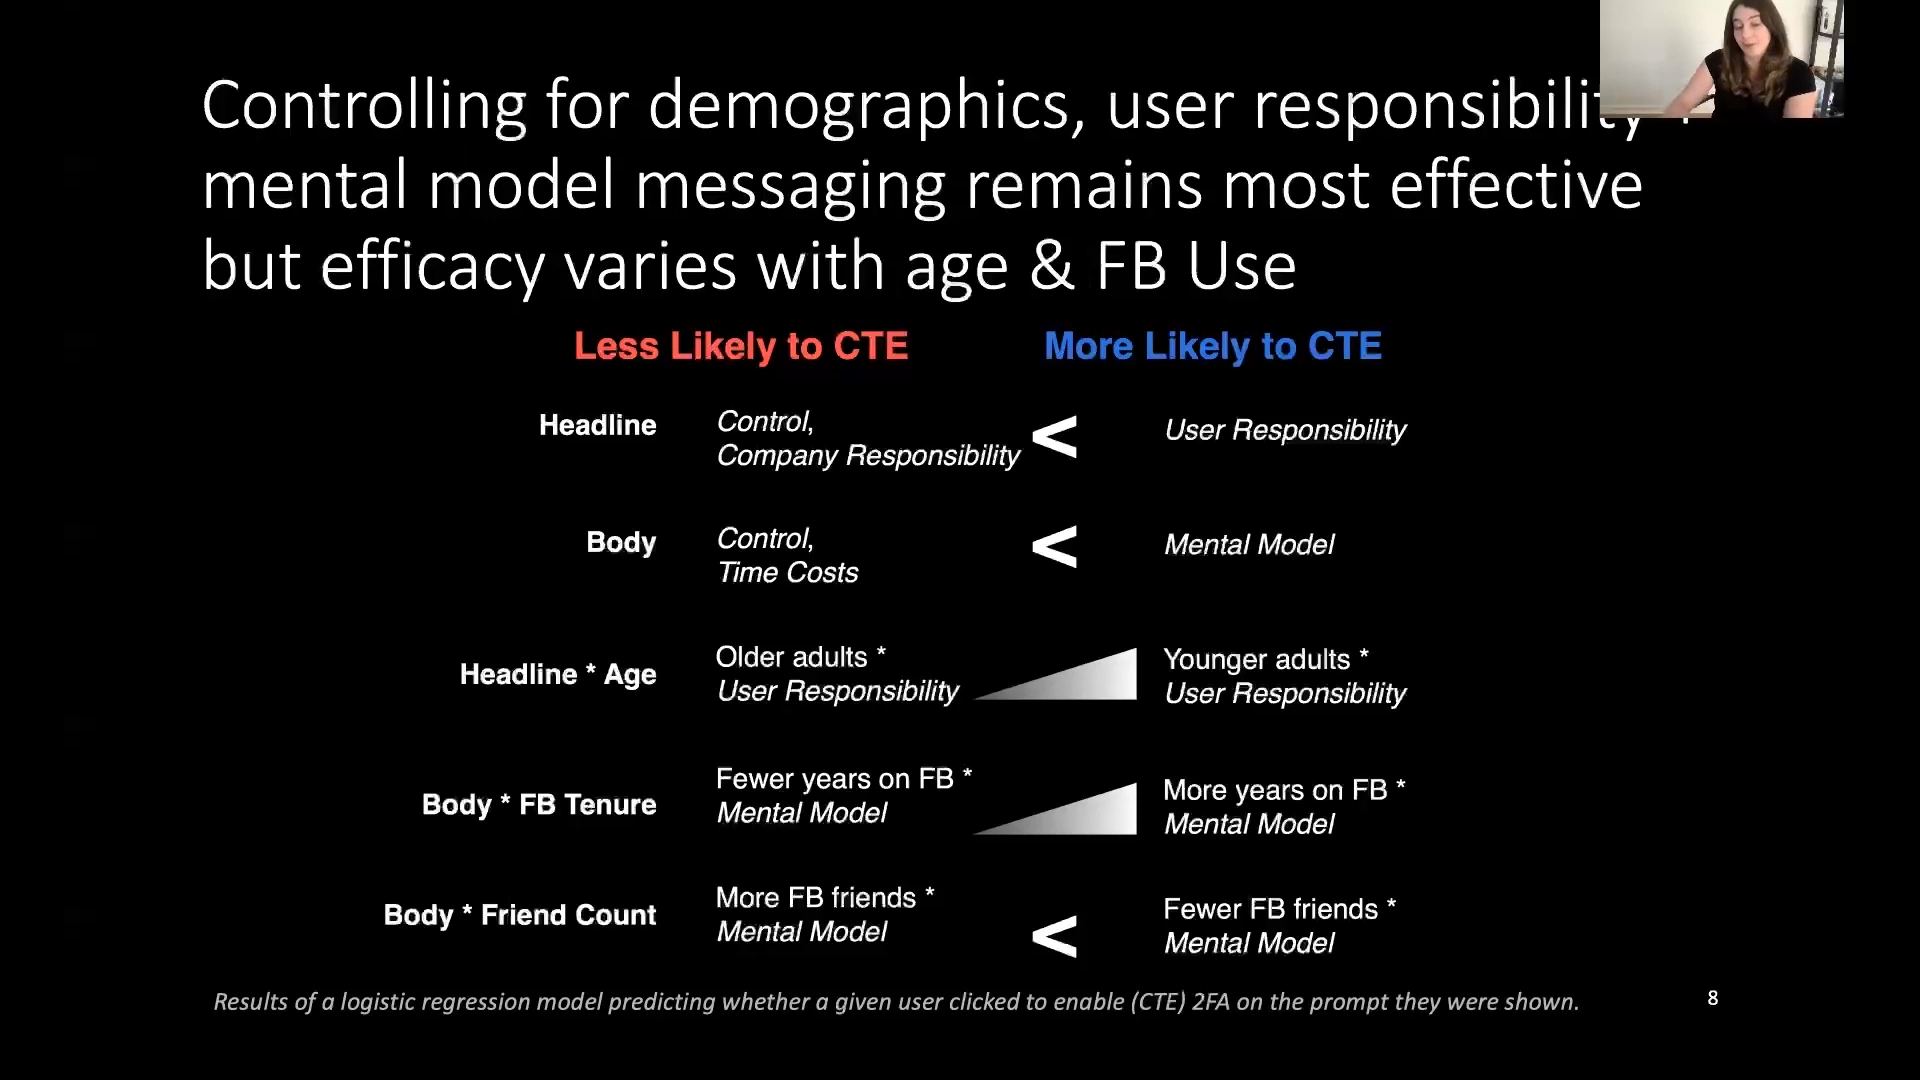 Controlling for demographics, user responsibility
mental model messaging remains most effective
but efficacy varies with age & FB Use
Less Likely to CTE
More Likely to CTE
Headline
Control,
Company Responsibility
<
User Responsibility
Body
Control,
Time Costs
<
Mental Model
Headline * Age
Older adults *
User Responsibility
Younger adults *
User Responsibility
Body * FB Tenure
Fewer years on FB *
Mental Model
More years on FB *
Mental Model
Body * Friend Count
More FB friends *
Mental Model
<
Fewer FB friends *
Mental Model
Results of a logistic regression model predicting whether a given user clicked to enable (CTE) 2FA on the prompt they were shown.
8